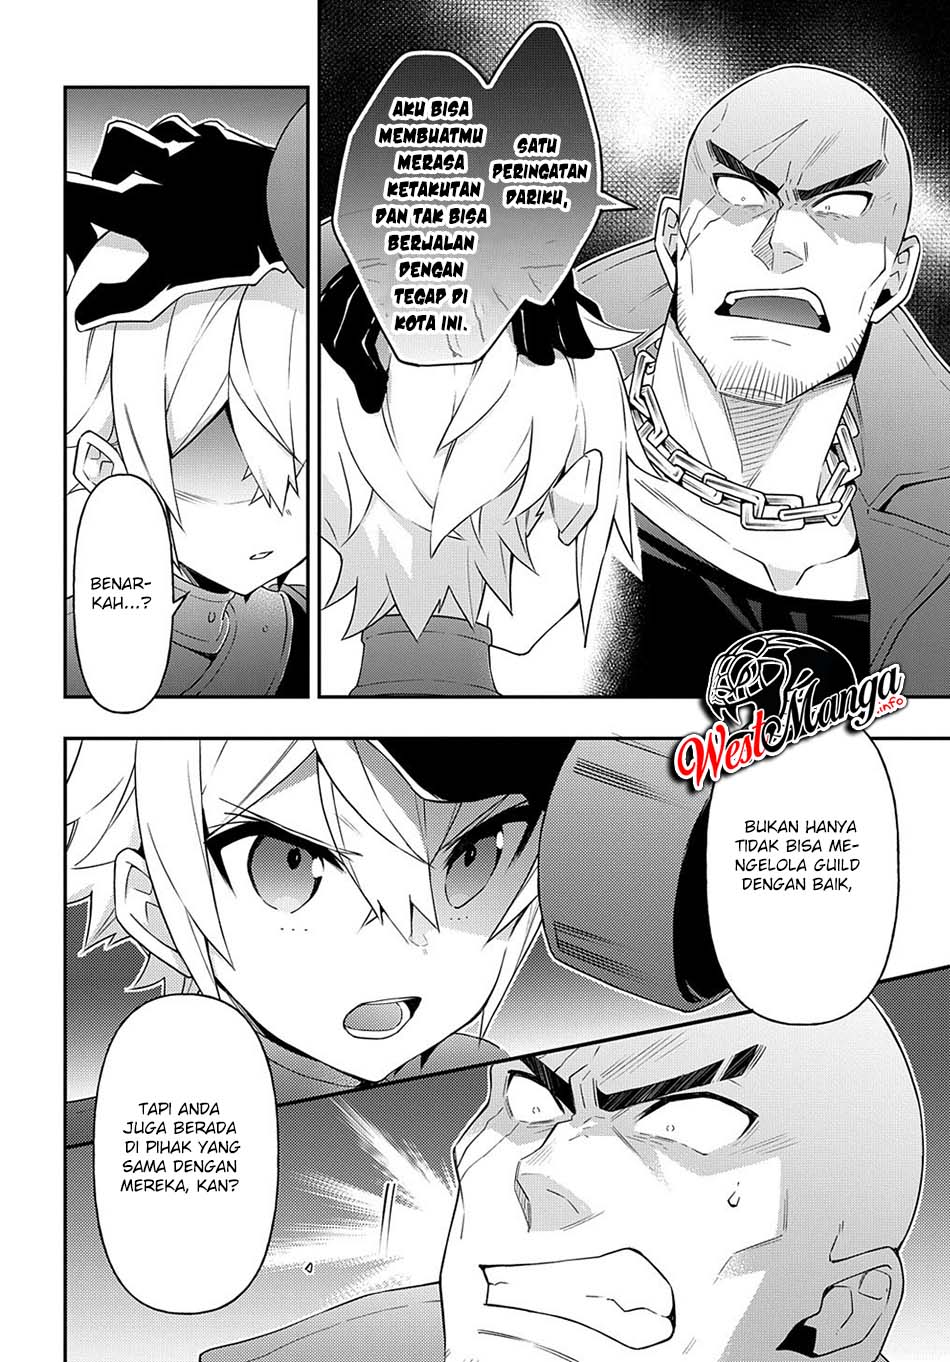 SATU
PERINGATAN
DARIKU,
AKU BISA
MEMBUATMU
MERASA
KETAKUTAN
DAN TAK BISA
BERJALAN
DENGAN
TEGAP DI
KOTA INI.
BENAR-
KAH...?
WestManga
.info
BUKAN HANYA
TIDAK BISA ME-
NGELOLA GUILD
DENGAN BAIK,
TAPI ANDA
JUGA BERADA
DI PIHAK YANG
SAMA DENGAN
MEREKA, KAN?